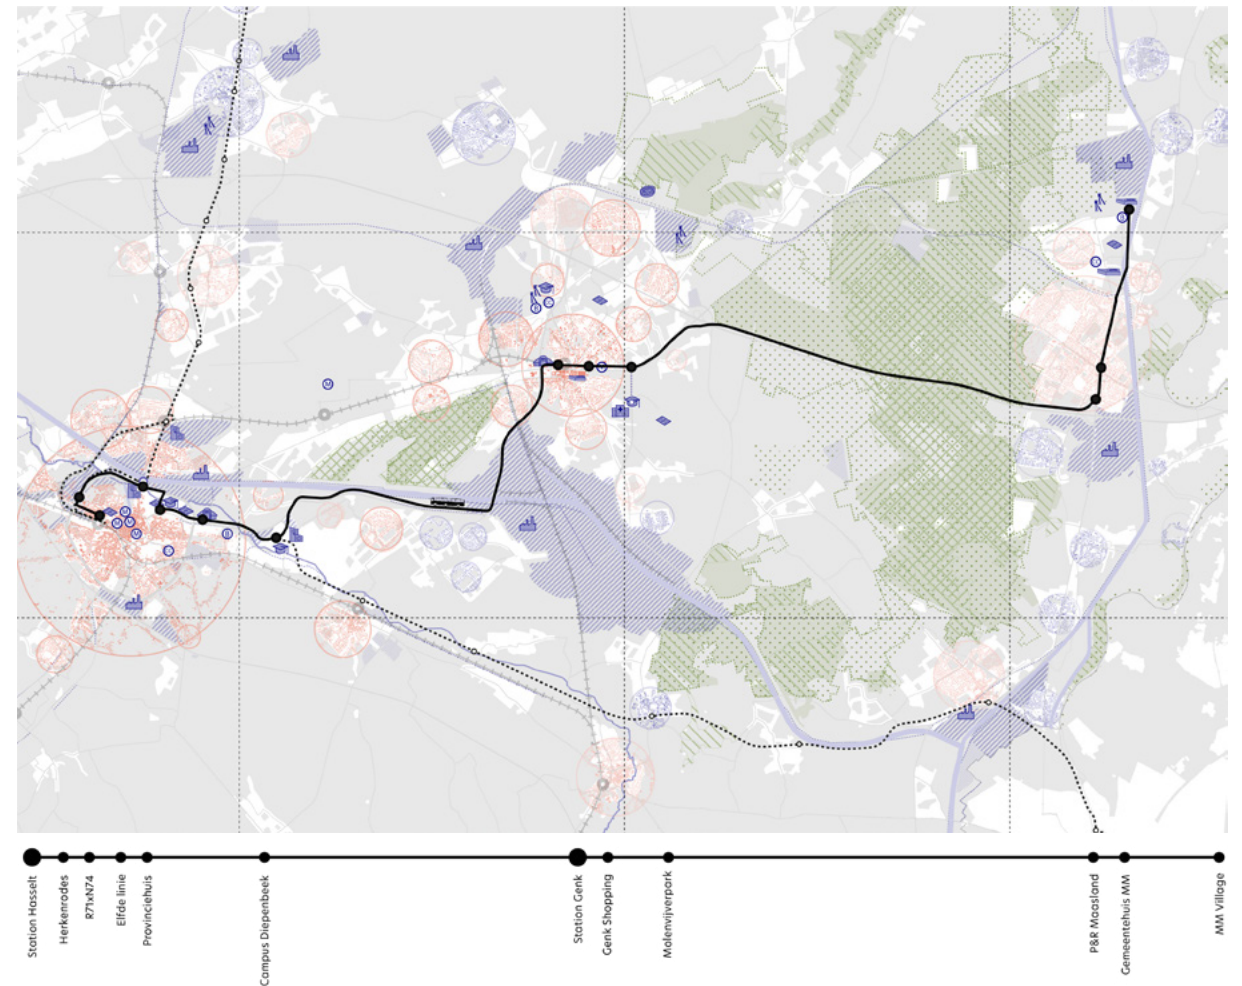 Station Hasselt
Herkenrodes
R71xN74
Elfde linie
Provinciehuis
Campus Diepenbeek
Station Genk
Genk Shopping
Molenvijverpark
P&R Maasland
Gemeentehuis MM
MM Village